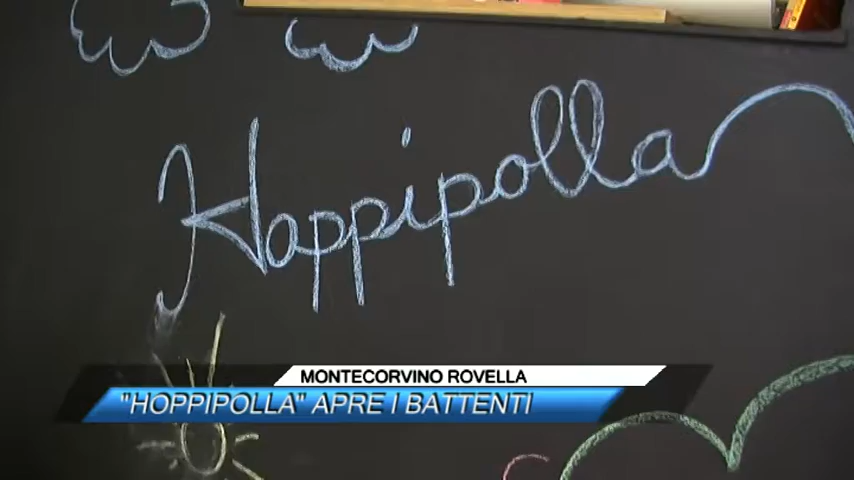 Hoppipolla
MONTECORVINO ROVELLA
"HOPPIPOLLA" APRE I BATTENTI